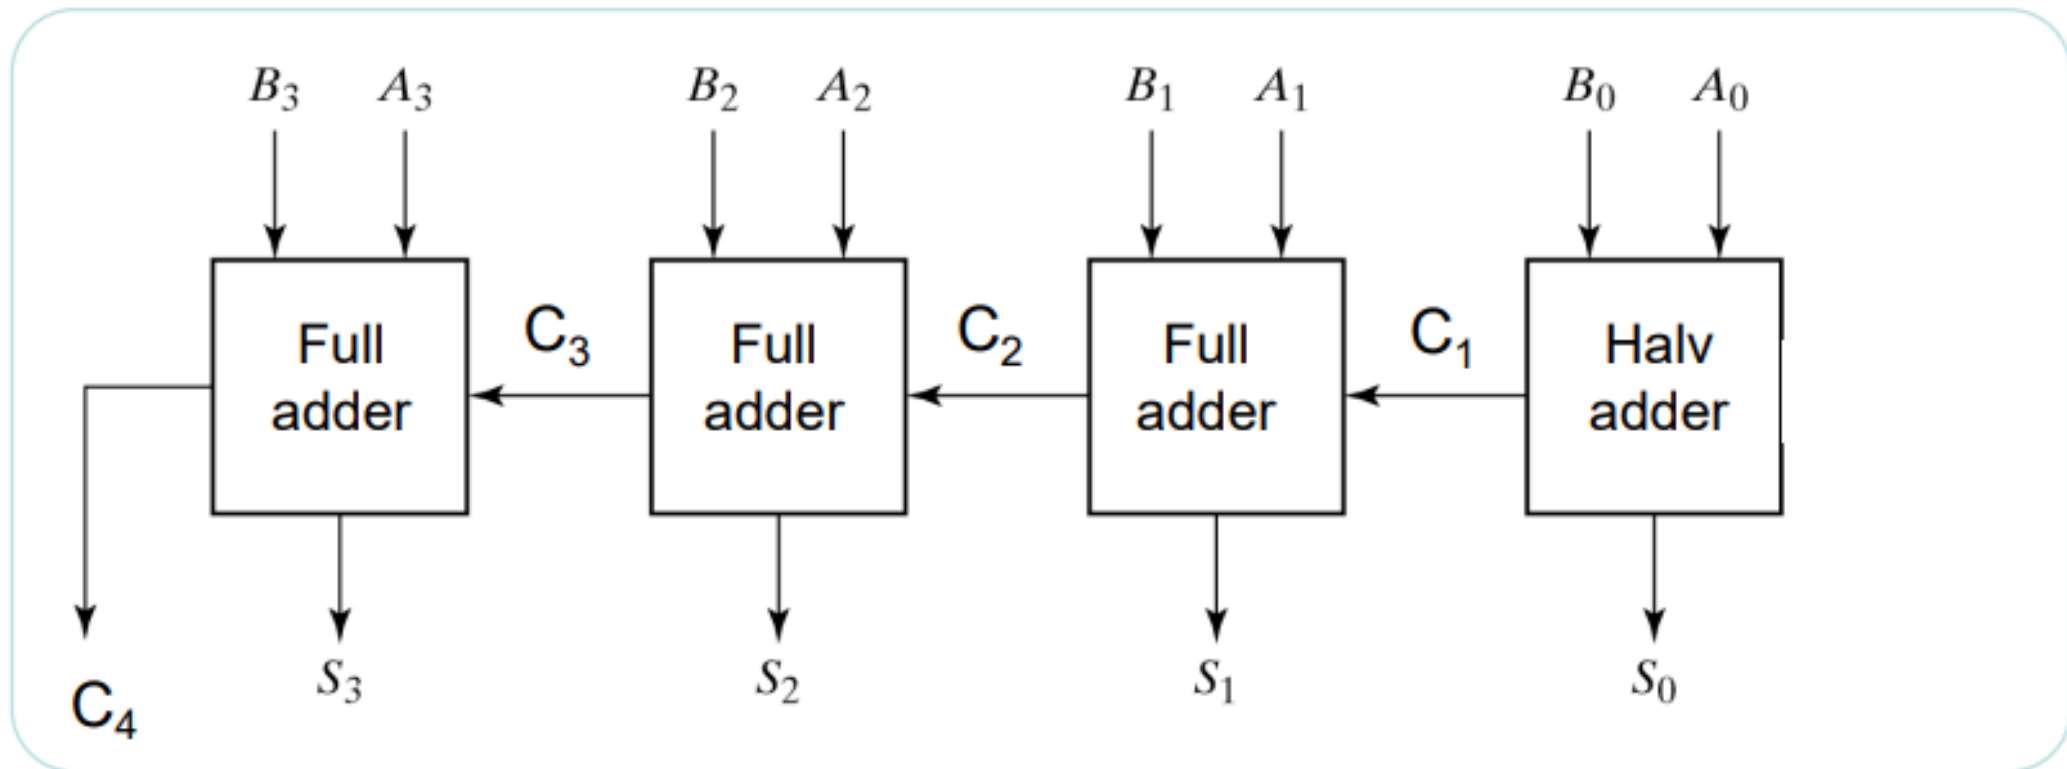 B₃ A₃ B₂ A₂ B₁ A₁ B₀ A₀
Full adder
C₃
Full adder
C₂
Full adder
C₁
Halv adder
C₄
S₃ S₂ S₁ S₀